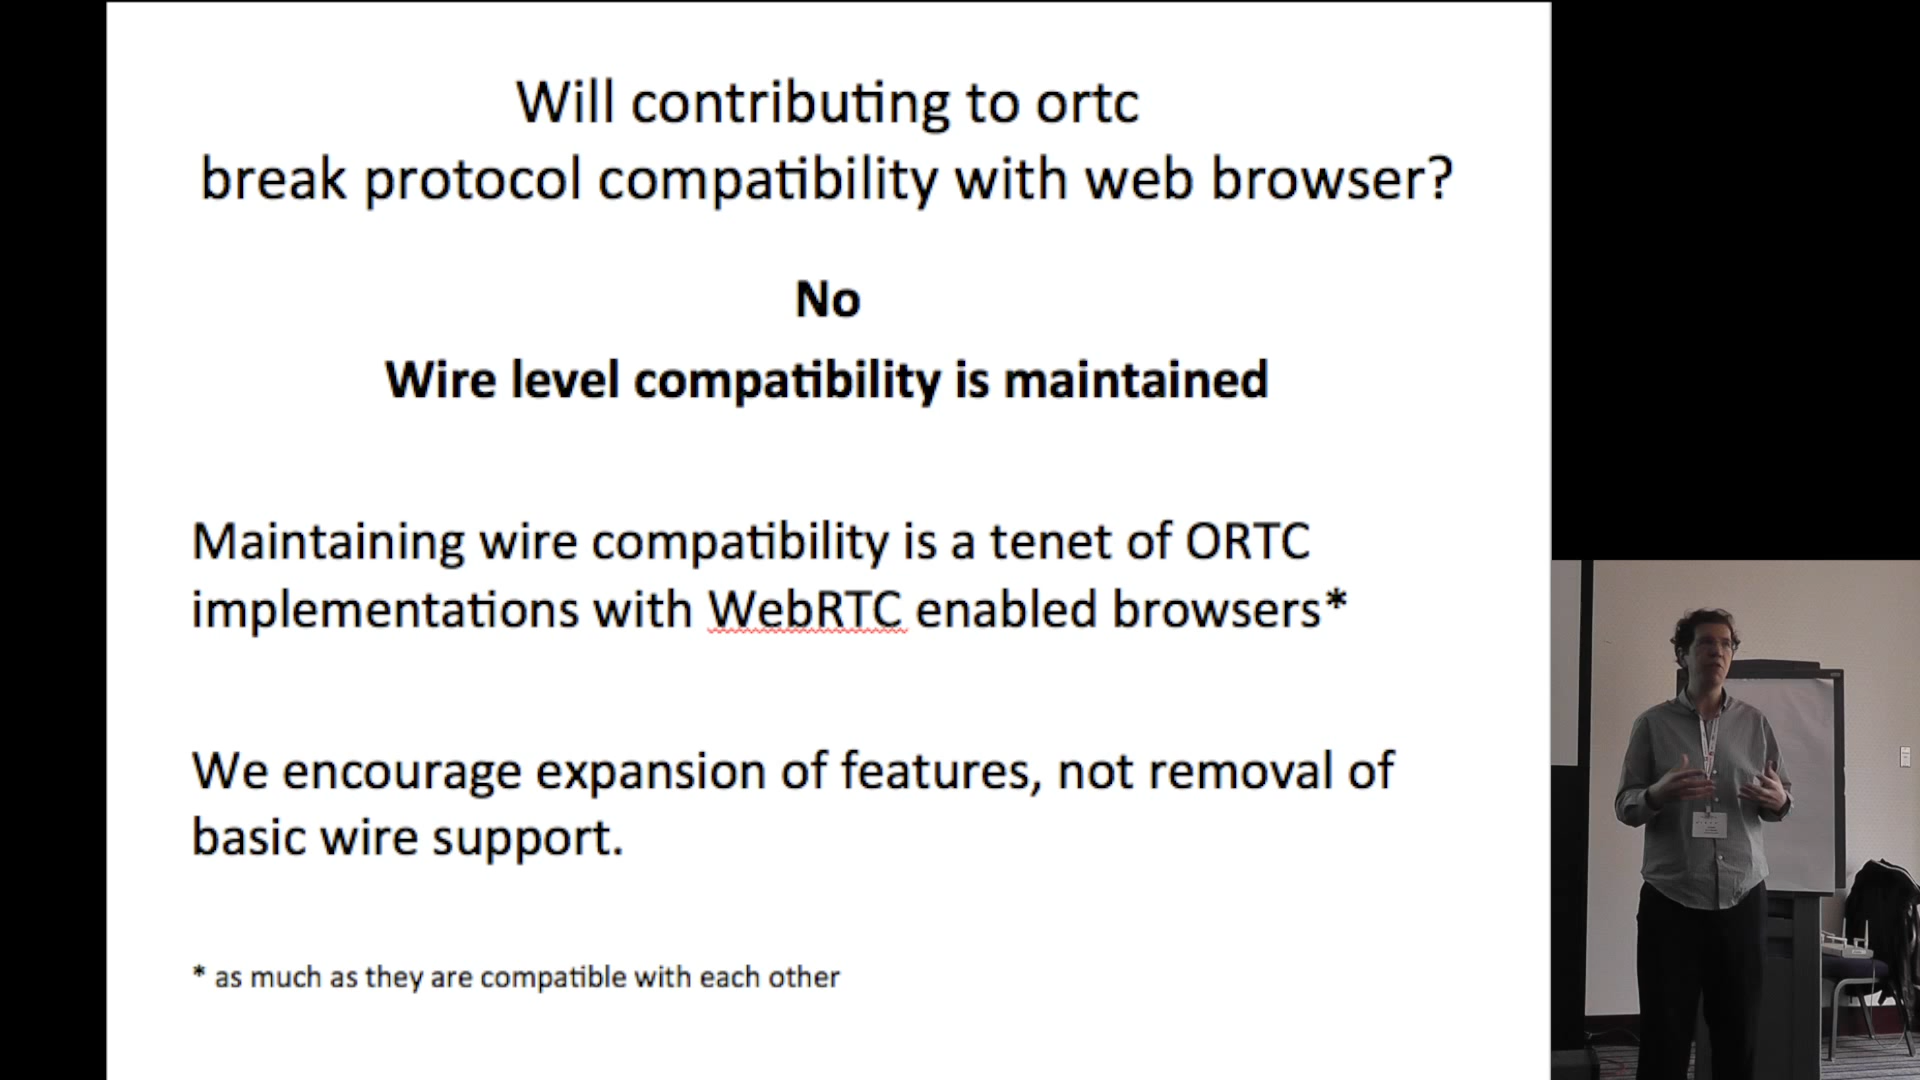 Will contributing to ortc
break protocol compatibility with web browser?
No
Wire level compatibility is maintained
Maintaining wire compatibility is a tenet of ORTC
implementations with WebRTC enabled browsers*
We encourage expansion of features, not removal of
basic wire support.
* as much as they are compatible with each other